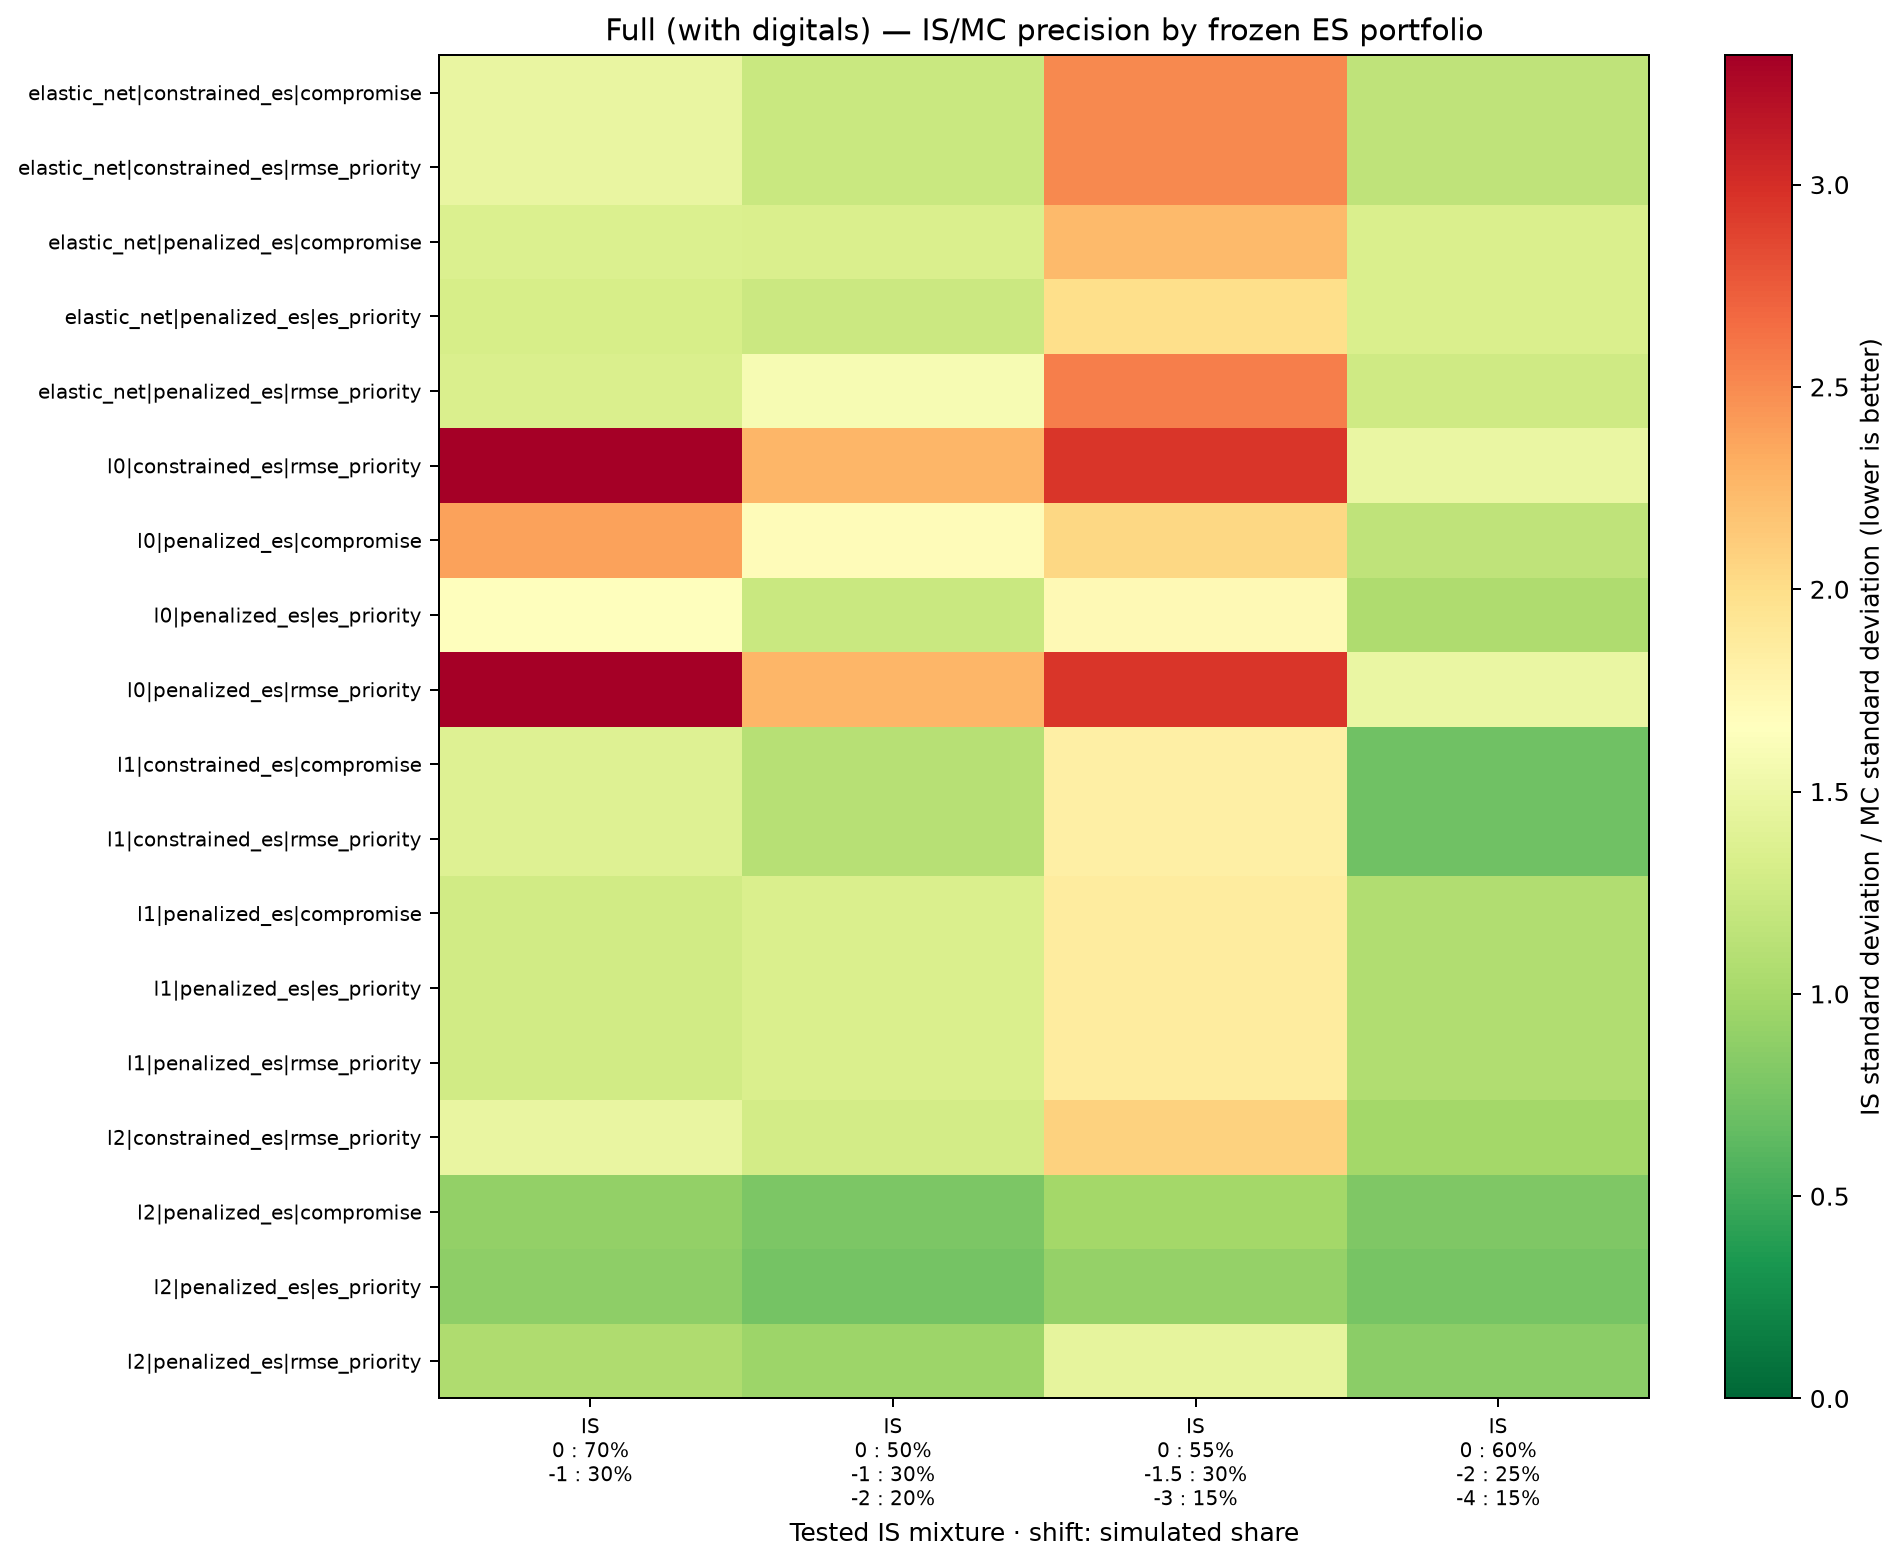 Full (with digitals) — IS/MC precision by frozen ES portfolio
elastic_net|constrained_es|compromise
elastic_net|constrained_es|rmse_priority
elastic_net|penalized_es|compromise
elastic_net|penalized_es|es_priority
elastic_net|penalized_es|rmse_priority
l0|constrained_es|rmse_priority
l0|penalized_es|compromise
l0|penalized_es|es_priority
l0|penalized_es|rmse_priority
l1|constrained_es|compromise
l1|constrained_es|rmse_priority
l1|penalized_es|compromise
l1|penalized_es|es_priority
l1|penalized_es|rmse_priority
l2|constrained_es|rmse_priority
l2|penalized_es|compromise
l2|penalized_es|es_priority
l2|penalized_es|rmse_priority
IS
0 : 70%
-1 : 30%
IS
0 : 50%
-1 : 30%
-2 : 20%
IS
0 : 55%
-1.5 : 30%
-3 : 15%
IS
0 : 60%
-2 : 25%
-4 : 15%
Tested IS mixture · shift: simulated share
3.0
2.5
2.0
1.5
1.0
0.5
0.0
IS standard deviation / MC standard deviation (lower is better)